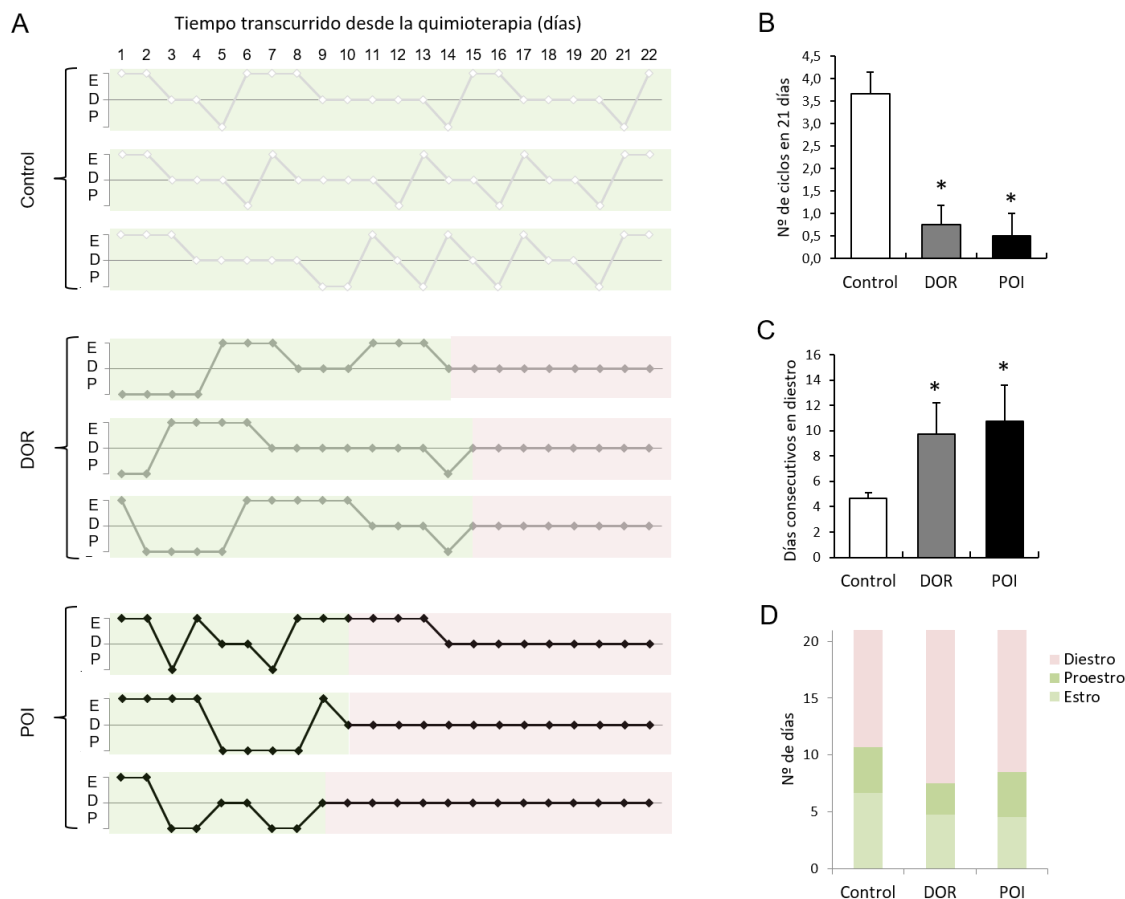 A
Tiempo transcurrido desde la quimioterapia (días)
1 2 3 4 5 6 7 8 9 10 11 12 13 14 15 16 17 18 19 20 21 22
Control
E
D
P
E
D
P
E
D
P
DOR
E
D
P
E
D
P
E
D
P
POI
E
D
P
E
D
P
E
D
P
B
Nº de ciclos en 21 días
4,5
4,0
3,5
3,0
2,5
2,0
1,5
1,0
0,5
0,0
* *
Control DOR POI
C
Días consecutivos en diestro
16
14
12
10
8
6
4
2
0
* *
Control DOR POI
D
Nº de días
20
15
10
5
0
Control DOR POI
Diestro
Proestro
Estro